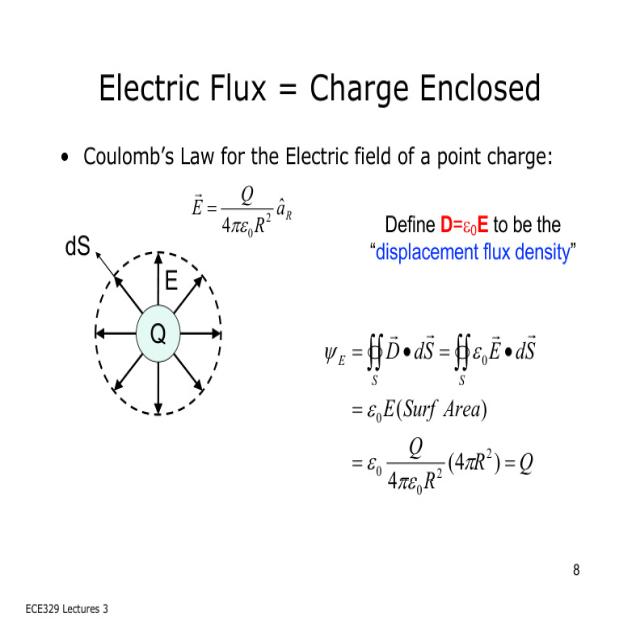 Electric Flux = Charge Enclosed
• Coulomb's Law for the Electric field of a point charge:
$\vec{E} = \frac{Q}{4\pi\varepsilon_0 R^2} \hat{a}_R$
Define D=ε₀E to be the
"displacement flux density"
dS
E
Q
$\psi_E = \oiint_S \vec{D} \bullet d\vec{S} = \oiint_S \varepsilon_0 \vec{E} \bullet d\vec{S}$
$= \varepsilon_0 E(Surf\ Area)$
$= \varepsilon_0 \frac{Q}{4\pi\varepsilon_0 R^2} (4\pi R^2) = Q$
8
ECE329 Lectures 3